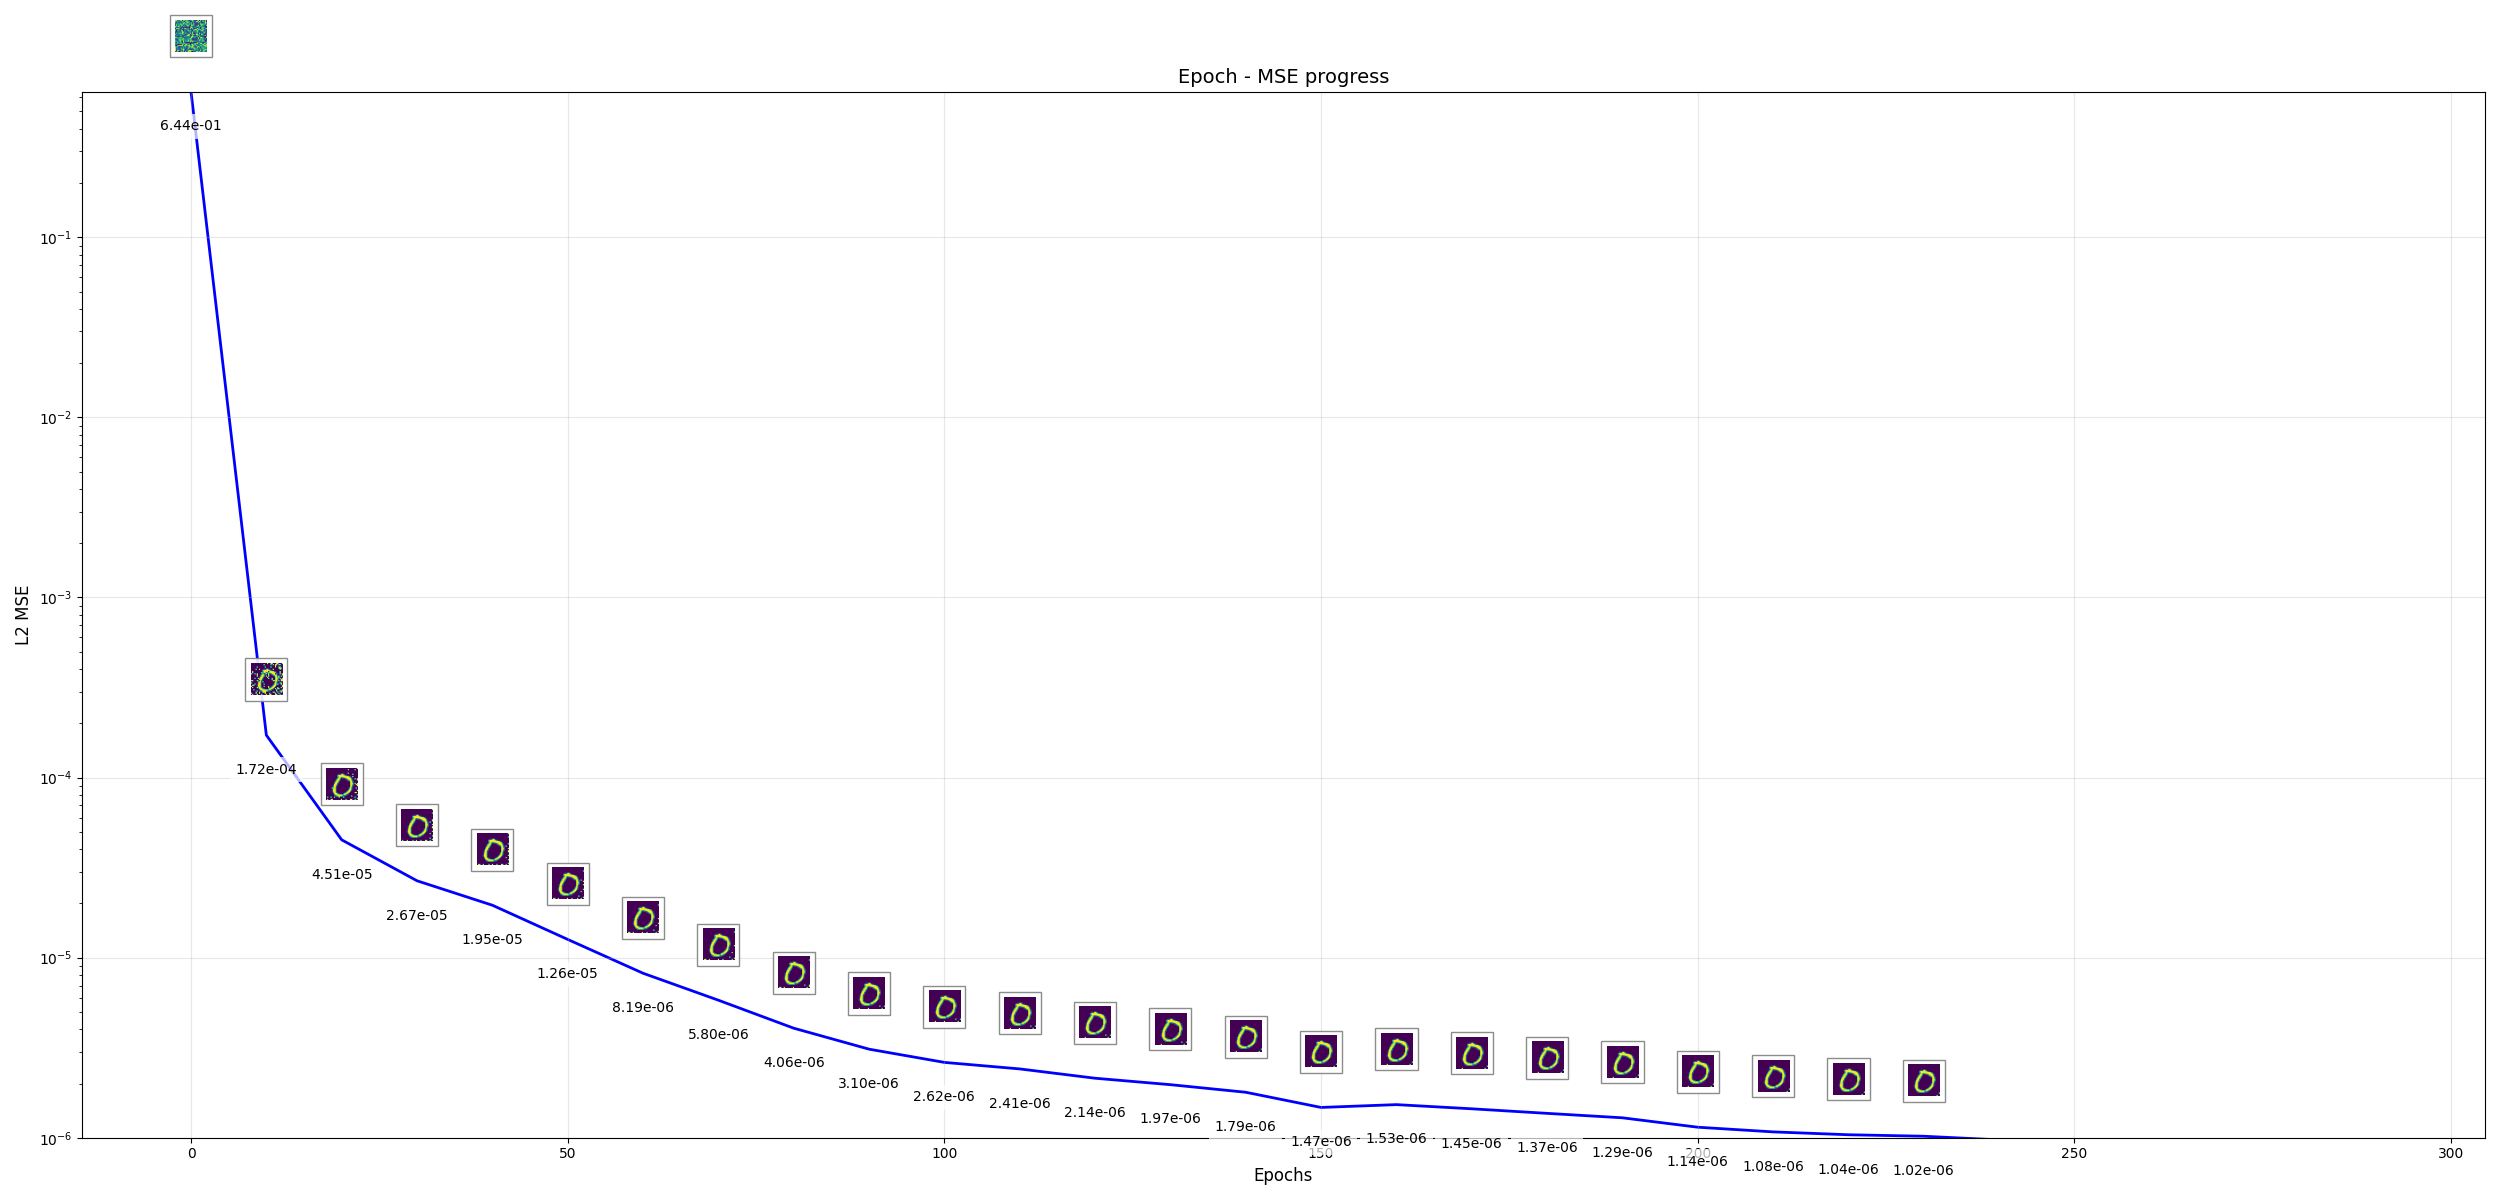 Epoch - MSE progress
6.44e-01
10⁻¹
10⁻²
10⁻³
L2 MSE
1.72e-04
10⁻⁴
4.51e-05
2.67e-05
1.95e-05
10⁻⁵
1.26e-05
8.19e-06
5.80e-06
4.06e-06
3.10e-06
2.62e-06
2.41e-06
2.14e-06
1.97e-06
1.79e-06
1.47e-06
1.53e-06
1.45e-06
1.37e-06
1.29e-06
1.14e-06
1.08e-06
1.04e-06
1.02e-06
10⁻⁶
0 50 100 150 200 250 300
Epochs